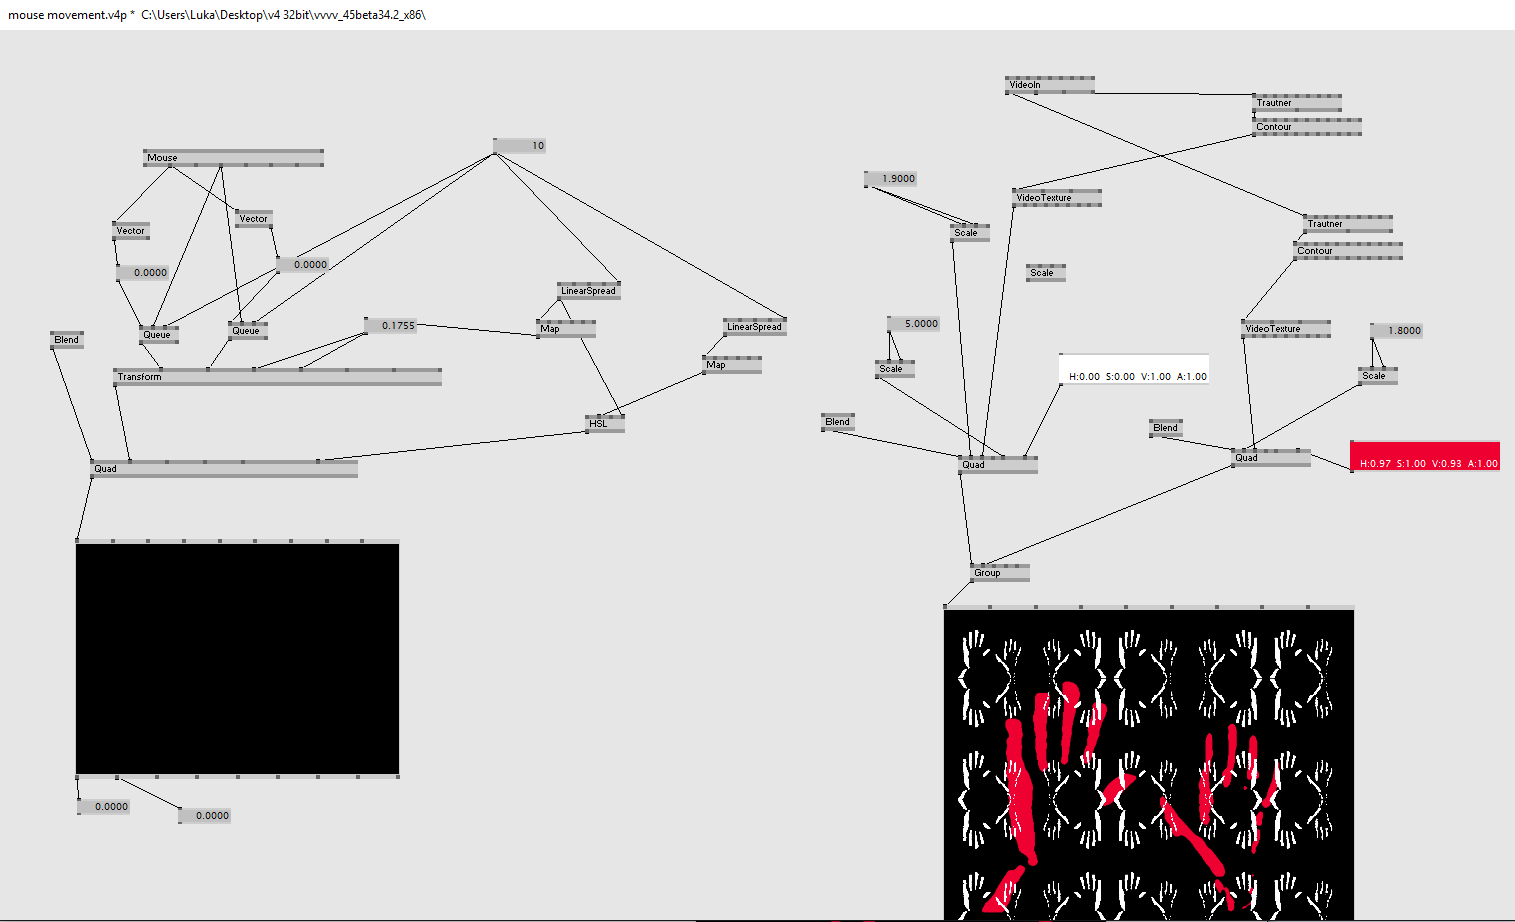 mouse movement.v4p * C:\Users\Luka\Desktop\v4 32bit\vvvv_45beta34.2_x86\
VideoIn
Trautner
Contour
10
Mouse
1.9000
VideoTexture
Vector
Vector
Scale
Trautner
Contour
0.0000
0.0000
Scale
LinearSpread
Queue
Queue
0.1755
Map
LinearSpread
5.0000
VideoTexture
1.8000
Blend
Map
Scale
Transform
H:0.00 S:0.00 V:1.00 A:1.00
Scale
HSL
Blend
Blend
Quad
Quad
Quad
H:0.97 S:1.00 V:0.93 A:1.00
Group
0.0000
0.0000